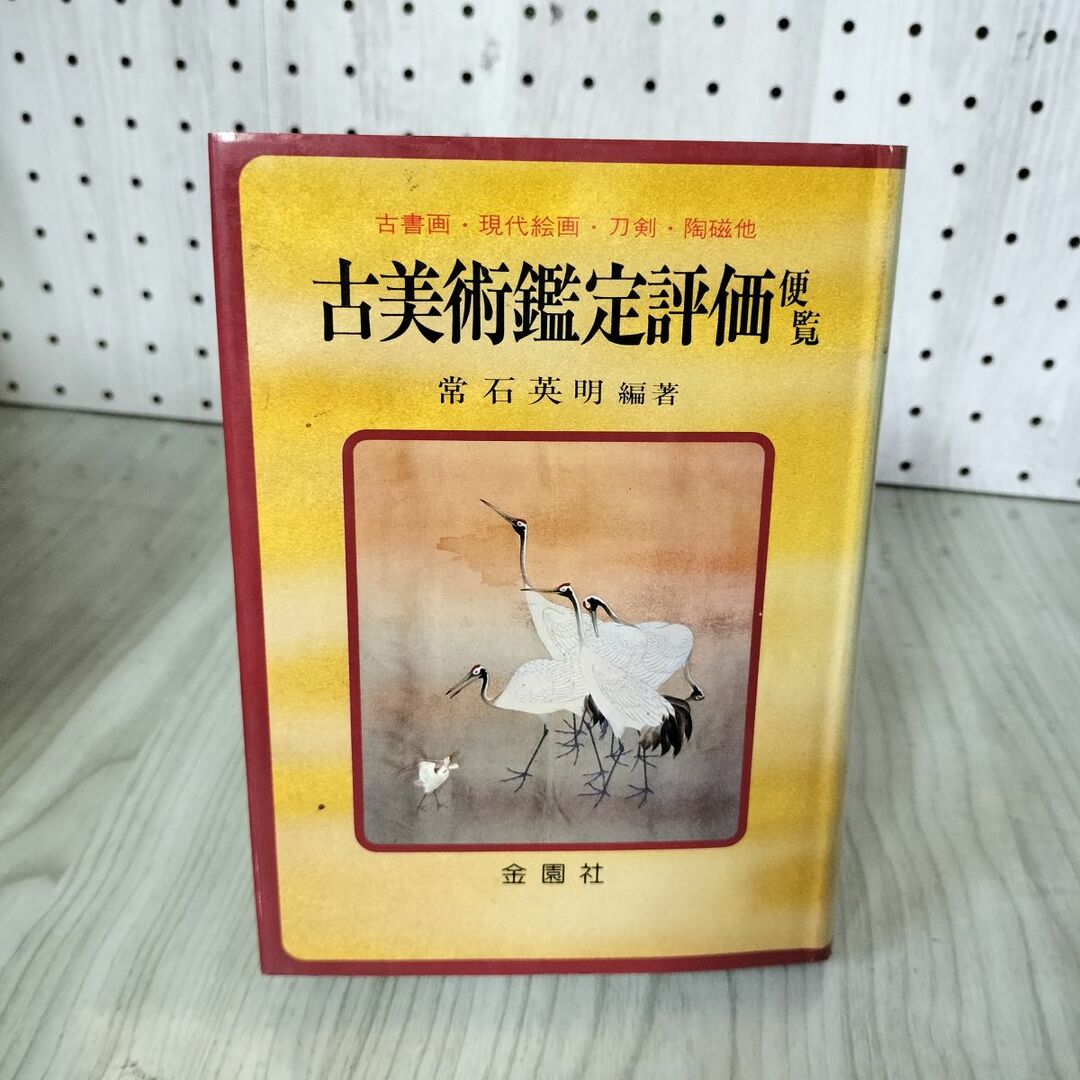 古書画・現代絵画・刀剣・陶磁他
古美術鑑定評価便覧
常石英明編著
金園社